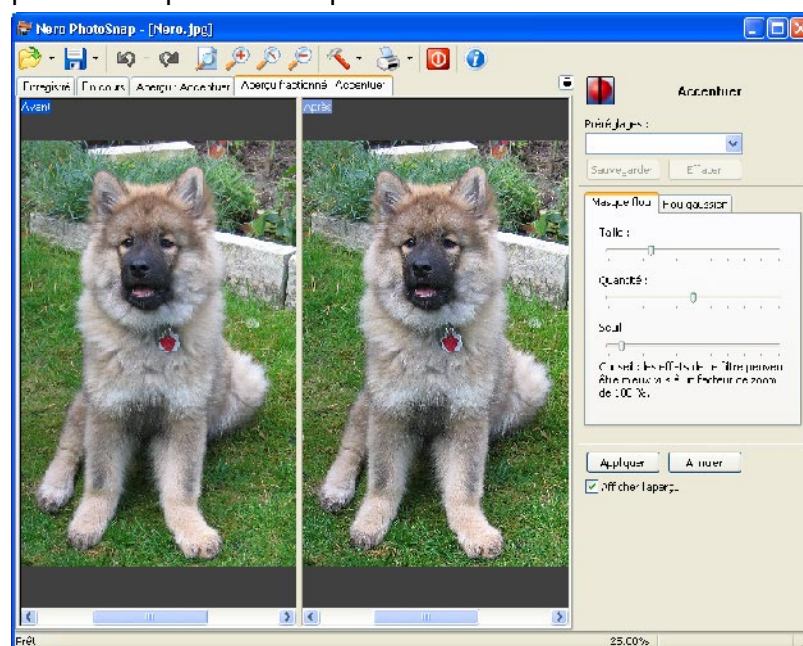 Nero PhotoSnap - [Nero.jpg]
Enregistré
En cours
Aperçu : Accentuer
Aperçu fractionné : Accentuer
Avant
Après
Accentuer
Préréglages :
Sauvegarder
Effacer
Masque flou
Flou gaussien
Taille :
Quantité :
Seuil
Conseil : les effets de ce filtre peuvent
être mieux vus à un facteur de zoom
de 100 %.
Appliquer
Annuler
Afficher l'aperçu
Prêt
25.00%